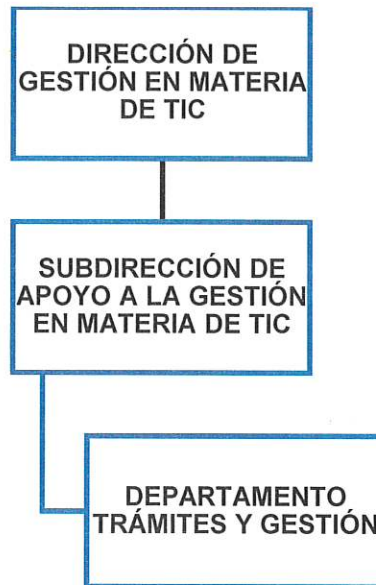 DIRECCIÓN DE
GESTIÓN EN MATERIA
DE TIC
SUBDIRECCIÓN DE
APOYO A LA GESTIÓN
EN MATERIA DE TIC
DEPARTAMENTO
TRÁMITES Y GESTIÓN